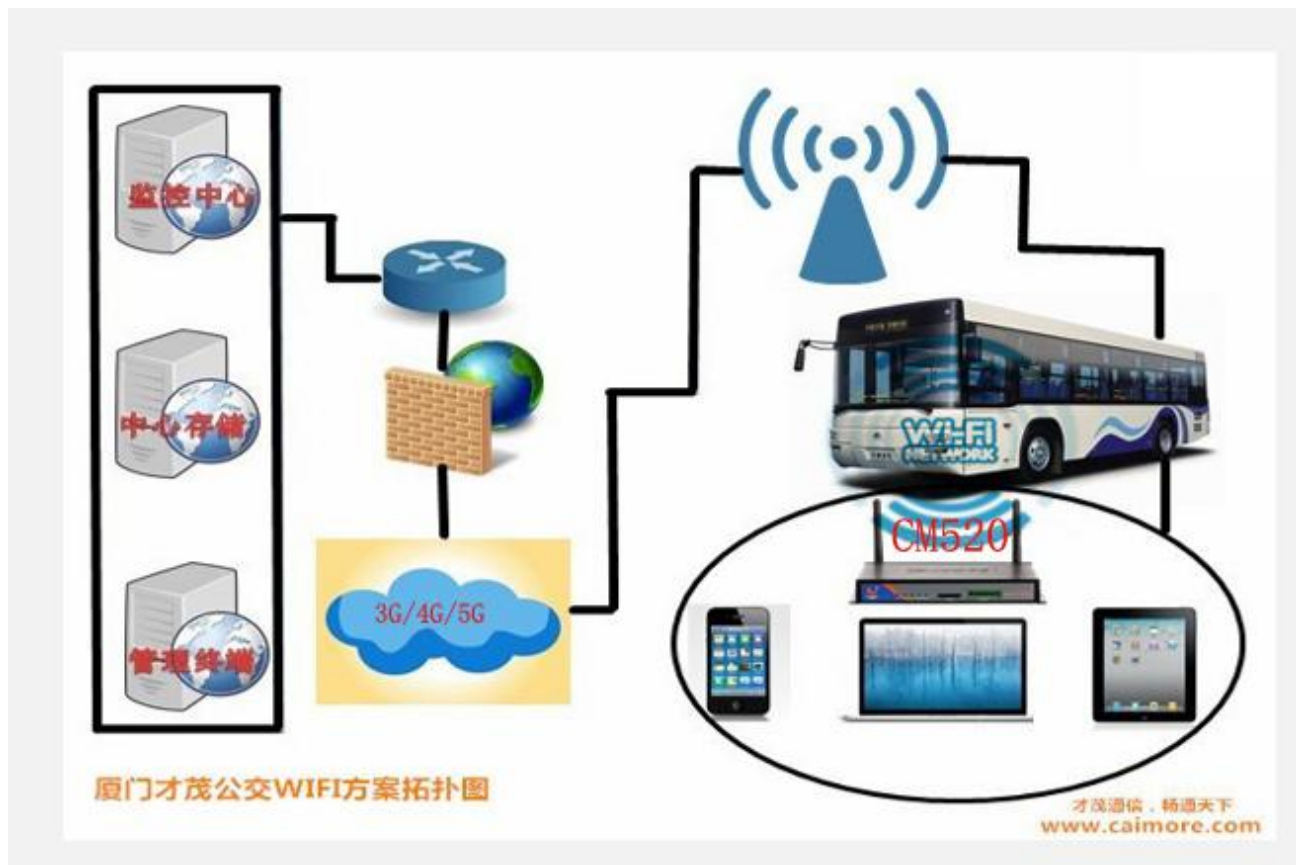 监控中心
中心存储
管理终端
3G/4G/5G
WI-FI
NETWORK
CM520
厦门才茂公交WIFI方案拓扑图
才茂通信，畅通天下
www.caimore.com